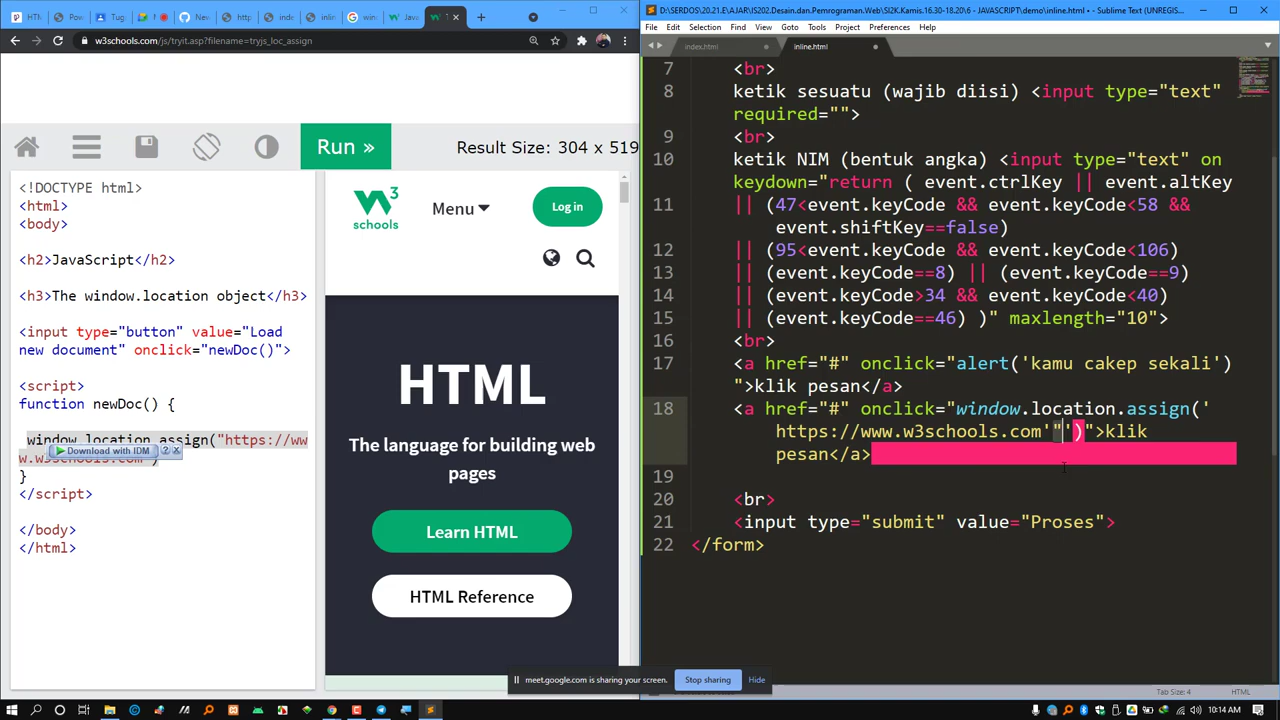 w3schools.com/js/tryit.asp?filename=tryjs_loc_assign
Run »
Result Size: 304 x 519
<!DOCTYPE html>
<html>
<body>
<h2>JavaScript</h2>
<h3>The window.location object</h3>
<input type="button" value="Load
new document" onclick="newDoc()">
<script>
function newDoc() {
window.location.assign("https://ww
w.w3schools.com")
Download with IDM
}
</script>
</body>
</html>
W3
schools
Menu
Log in
HTML
The language for building web
pages
Learn HTML
HTML Reference
meet.google.com is sharing your screen.
Stop sharing
Hide
D:\SERDOS\20.21.E\AJAR\IS202.Desain.dan.Pemrograman.Web\SI2K.Kamis.16.30-18.20\6 - JAVASCRIPT\demo\inline.html • - Sublime Text (UNREGIS...
File Edit Selection Find View Goto Tools Project Preferences Help
index.html
inline.html
7 <br>
8 ketik sesuatu (wajib diisi) <input type="text"
required="">
9 <br>
10 ketik NIM (bentuk angka) <input type="text" on
keydown="return ( event.ctrlKey || event.altKey
11 || (47<event.keyCode && event.keyCode<58 &&
event.shiftKey==false)
12 || (95<event.keyCode && event.keyCode<106)
13 || (event.keyCode==8) || (event.keyCode==9)
14 || (event.keyCode>34 && event.keyCode<40)
15 || (event.keyCode==46) )" maxlength="10">
16 <br>
17 <a href="#" onclick="alert('kamu cakep sekali')
">klik pesan</a>
18 <a href="#" onclick="window.location.assign('
https://www.w3schools.com'"')">klik
pesan</a>
19
20 <br>
21 <input type="submit" value="Proses">
22 </form>
Tab Size: 4
HTML
10:14 AM